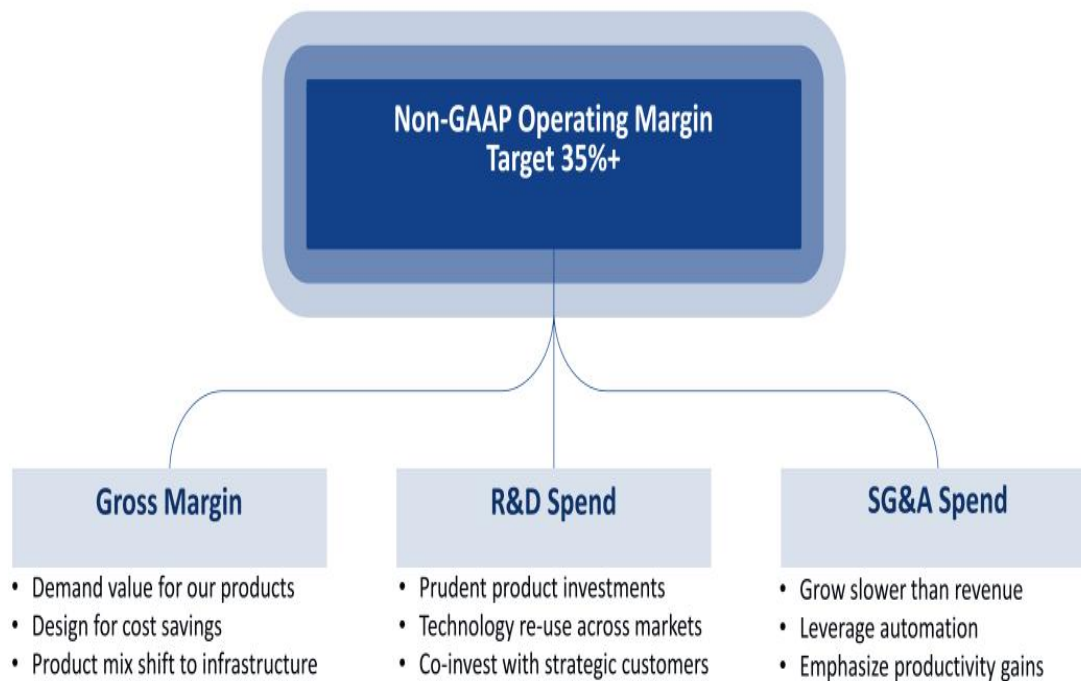 Non-GAAP Operating Margin
Target 35%+
Gross Margin
• Demand value for our products
• Design for cost savings
• Product mix shift to infrastructure
R&D Spend
• Prudent product investments
• Technology re-use across markets
• Co-invest with strategic customers
SG&A Spend
• Grow slower than revenue
• Leverage automation
• Emphasize productivity gains